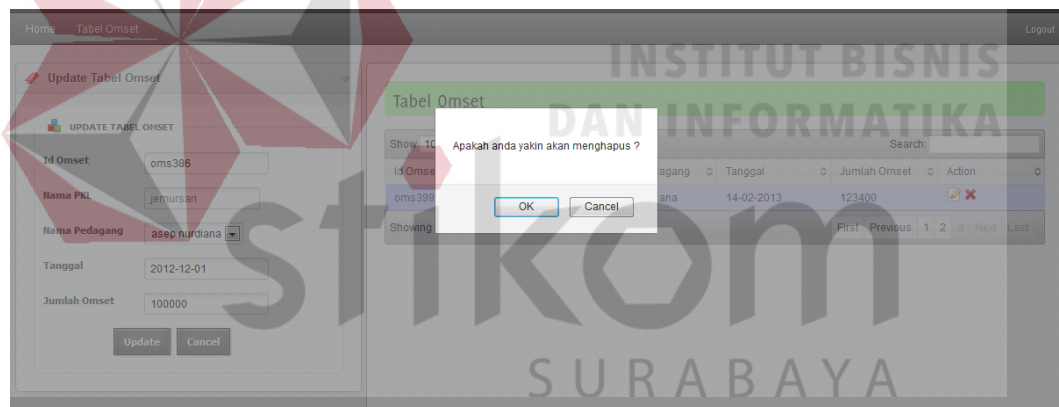 Home Tabel Omset Logout
INSTITUT BISNIS
DAN INFORMATIKA
stikom
SURABAYA
Update Tabel Omset
UPDATE TABEL OMSET
Id Omset oms386
Nama PKL jemursari
Nama Pedagang asep nurdiana
Tanggal 2012-12-01
Jumlah Omset 100000
Update Cancel
Tabel Omset
Show 10 Search:
Apakah anda yakin akan menghapus ?
OK Cancel
Id Omse agang Tanggal Jumlah Omset Action
oms399 ana 14-02-2013 123400
Showing First Previous 1 2 3 Next Last